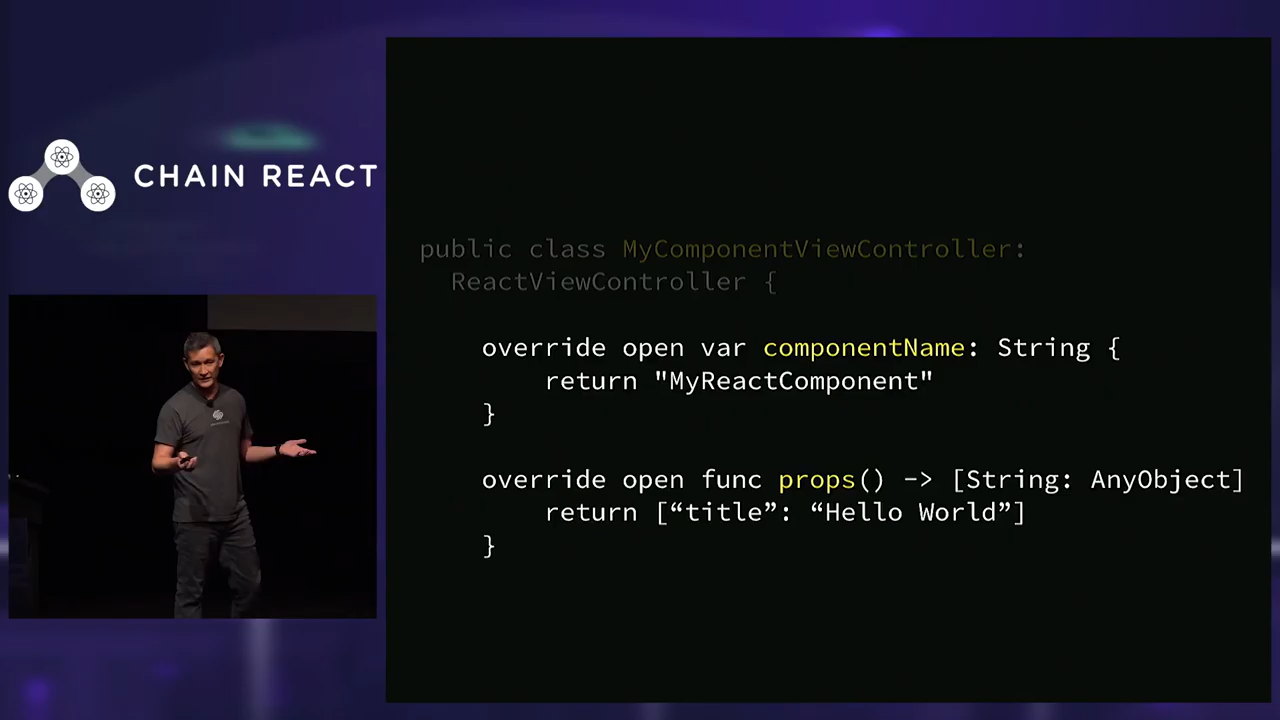 CHAIN REACT
public class MyComponentViewController:
ReactViewController {
override open var componentName: String {
return "MyReactComponent"
}
override open func props() -> [String: AnyObject]
return [“title”: “Hello World”]
}